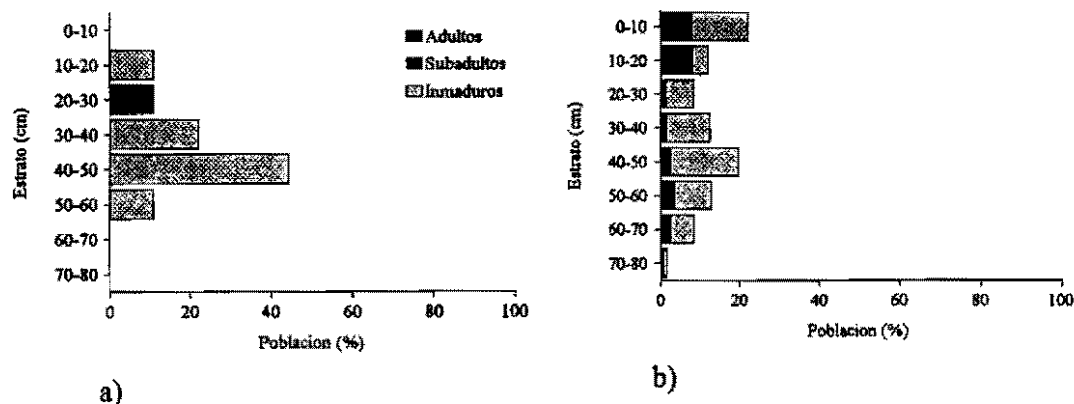 Estrato (cm)
0-10
10-20
20-30
30-40
40-50
50-60
60-70
70-80
Adultos
Subadultos
Inmaduros
0 20 40 60 80 100
Poblacion (%)
a)
Estrato (cm)
0-10
10-20
20-30
30-40
40-50
50-60
60-70
70-80
0 20 40 60 80 100
Poblacion (%)
b)